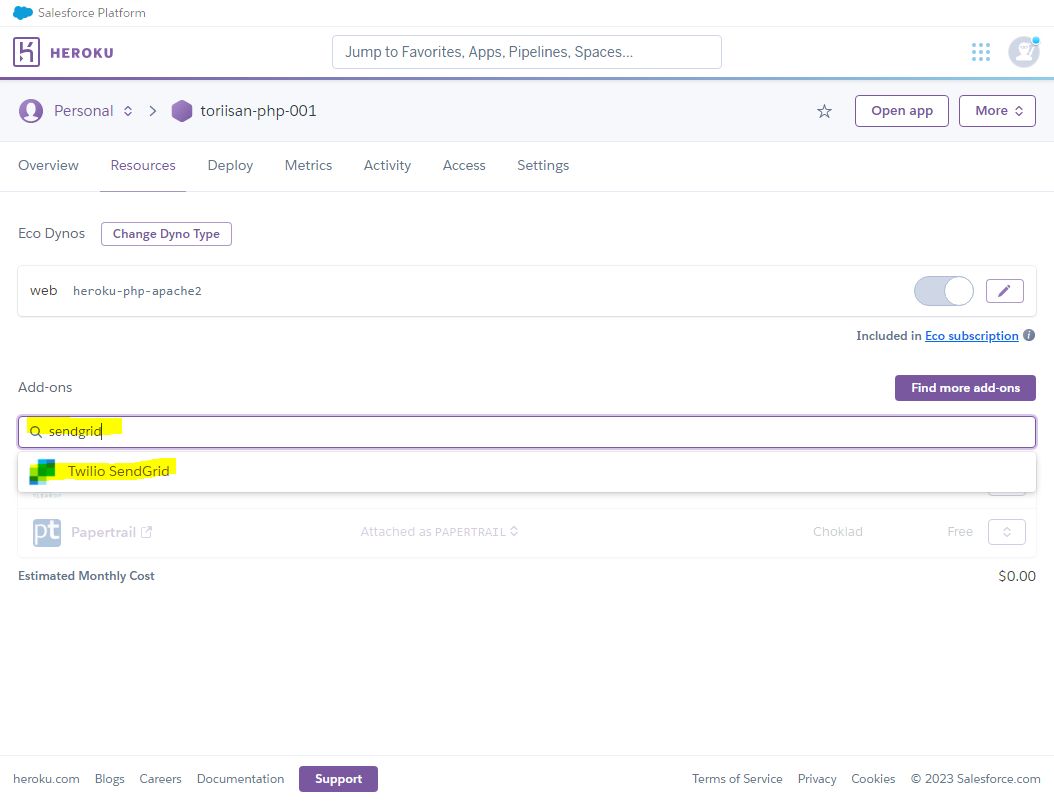 Salesforce Platform
HEROKU
Jump to Favorites, Apps, Pipelines, Spaces...
Personal > toriisan-php-001
Open app
More
Overview Resources Deploy Metrics Activity Access Settings
Eco Dynos
Change Dyno Type
web heroku-php-apache2
Included in Eco subscription
Add-ons
Find more add-ons
sendgrid
Twilio SendGrid
pt Papertrail Attached as PAPERTRAIL Choklad Free
Estimated Monthly Cost $0.00
heroku.com Blogs Careers Documentation Support Terms of Service Privacy Cookies © 2023 Salesforce.com